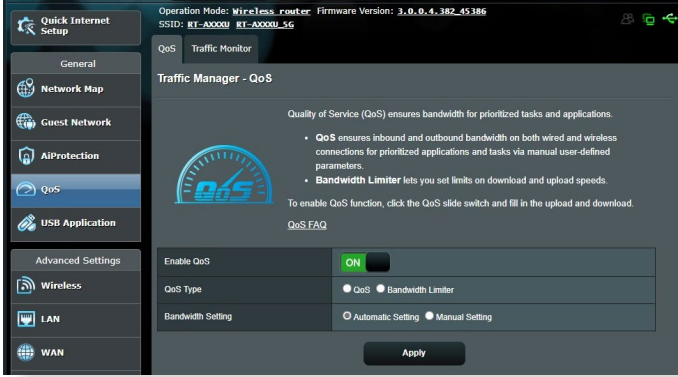 Quick Internet
Setup
Operation Mode: Wireless router Firmware Version: 3.0.0.4.382_45386
SSID: RT-AXXXU RT-AXXXU_5G
QoS Traffic Monitor
General
Network Map
Guest Network
AiProtection
QoS
USB Application
Advanced Settings
Wireless
LAN
WAN
Traffic Manager - QoS
QoS
Quality of Service (QoS) ensures bandwidth for prioritized tasks and applications.
• QoS ensures inbound and outbound bandwidth on both wired and wireless
connections for prioritized applications and tasks via manual user-defined
parameters.
• Bandwidth Limiter lets you set limits on download and upload speeds.
To enable QoS function, click the QoS slide switch and fill in the upload and download.
QoS FAQ
Enable QoS ON
QoS Type QoS Bandwidth Limiter
Bandwidth Setting Automatic Setting Manual Setting
Apply